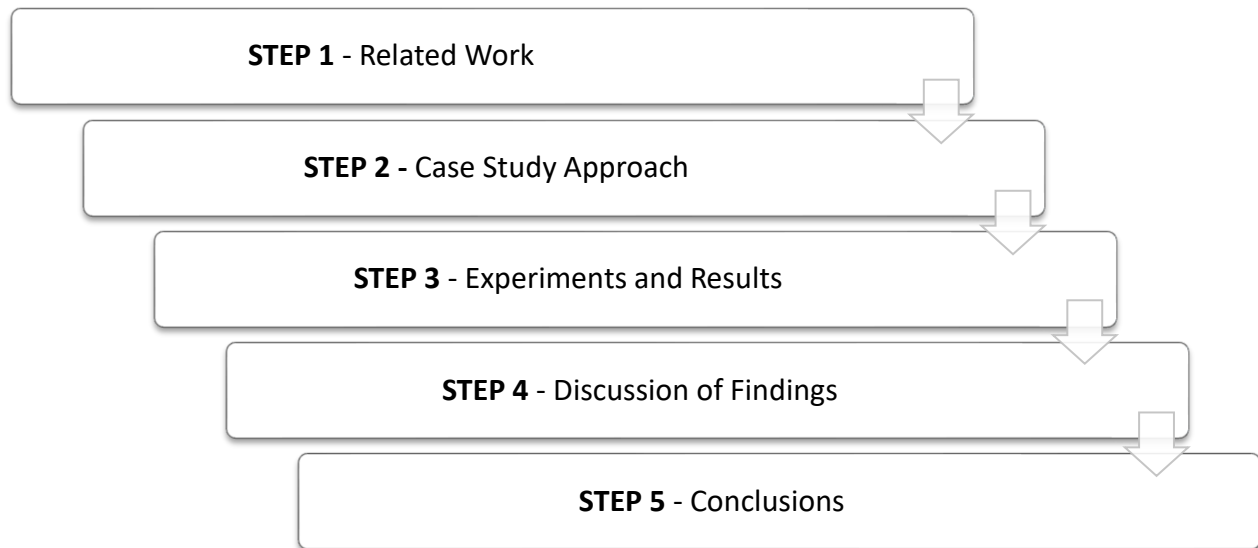 STEP 1 - Related Work
STEP 2 - Case Study Approach
STEP 3 - Experiments and Results
STEP 4 - Discussion of Findings
STEP 5 - Conclusions